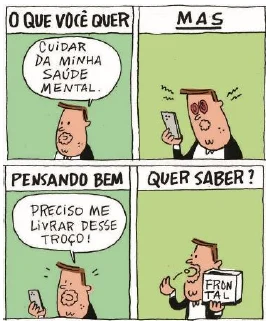 O QUE VOCÊ QUER
CUIDAR
DA MINHA
SAÚDE
MENTAL.
MAS
PENSANDO BEM
PRECISO ME
LIVRAR DESSE
TROÇO!
QUER SABER?
FRON
TAL